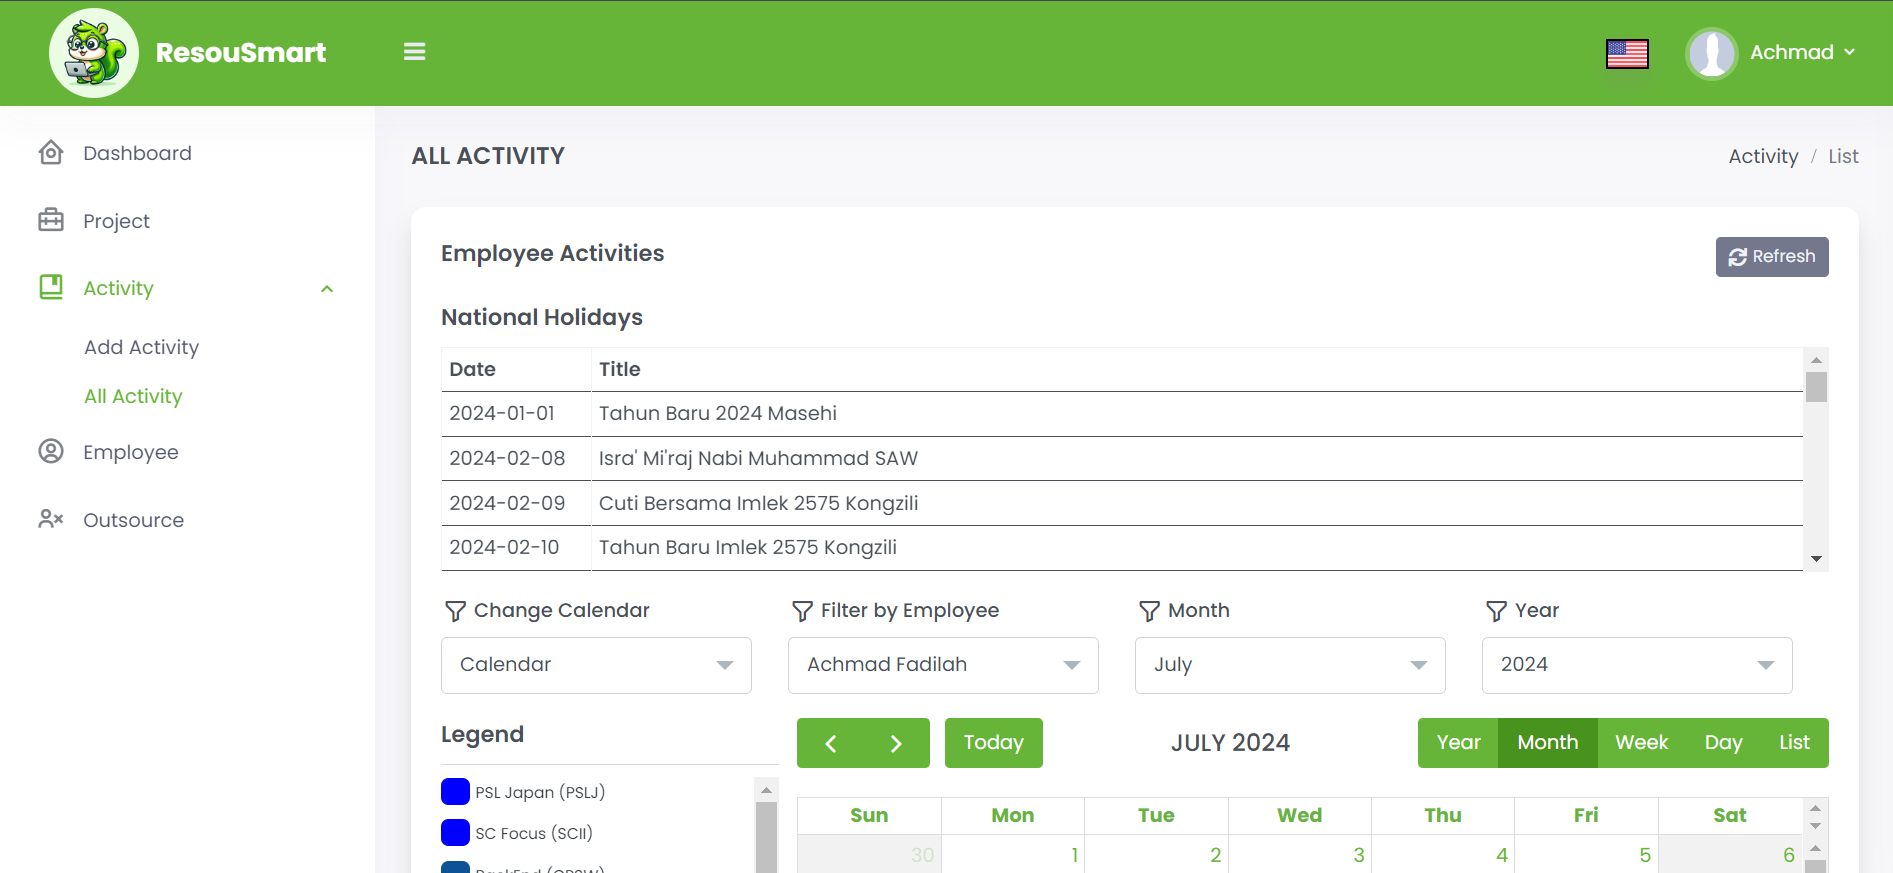 ResouSmart
Achmad
Dashboard
Project
Activity
Add Activity
All Activity
Employee
Outsource
ALL ACTIVITY
Activity / List
Employee Activities
Refresh
National Holidays
Date Title
2024-01-01 Tahun Baru 2024 Masehi
2024-02-08 Isra' Mi'raj Nabi Muhammad SAW
2024-02-09 Cuti Bersama Imlek 2575 Kongzili
2024-02-10 Tahun Baru Imlek 2575 Kongzili
Change Calendar Filter by Employee Month Year
Calendar Achmad Fadilah July 2024
Legend
PSL Japan (PSLJ)
SC Focus (SCII)
Today JULY 2024 Year Month Week Day List
Sun Mon Tue Wed Thu Fri Sat
30 1 2 3 4 5 6